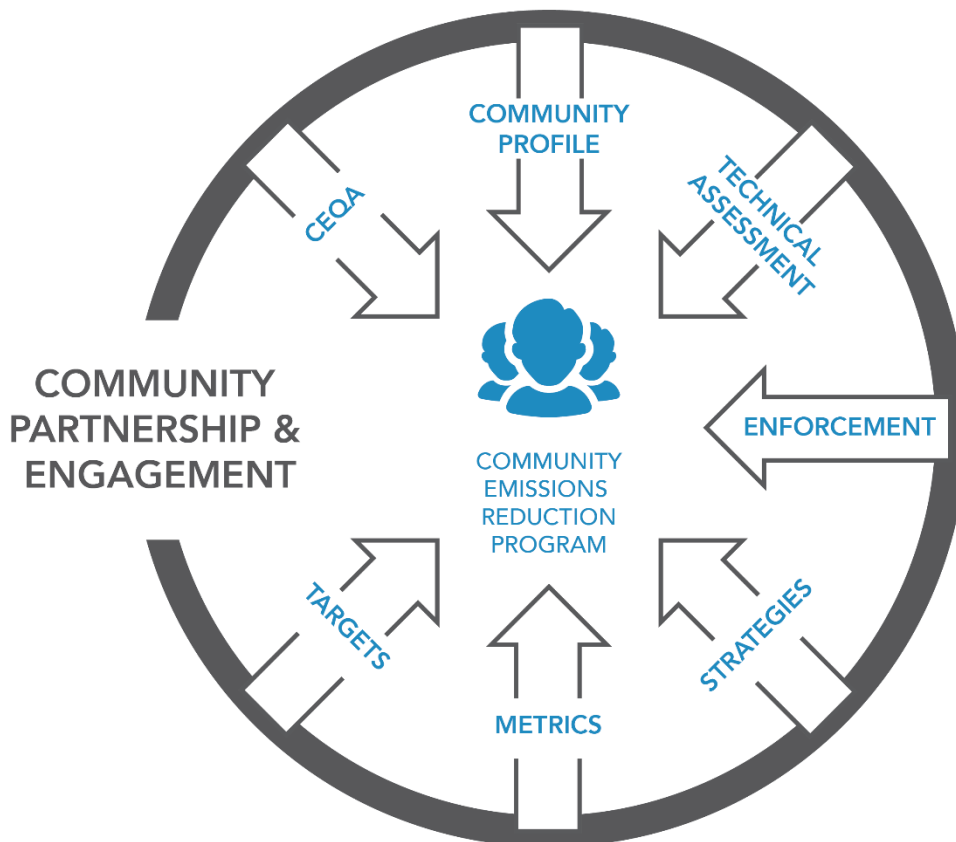 COMMUNITY
PROFILE
TECHNICAL
ASSESSMENT
CEQA
COMMUNITY
PARTNERSHIP &
ENGAGEMENT
ENFORCEMENT
COMMUNITY
EMISSIONS
REDUCTION
PROGRAM
TARGETS
STRATEGIES
METRICS